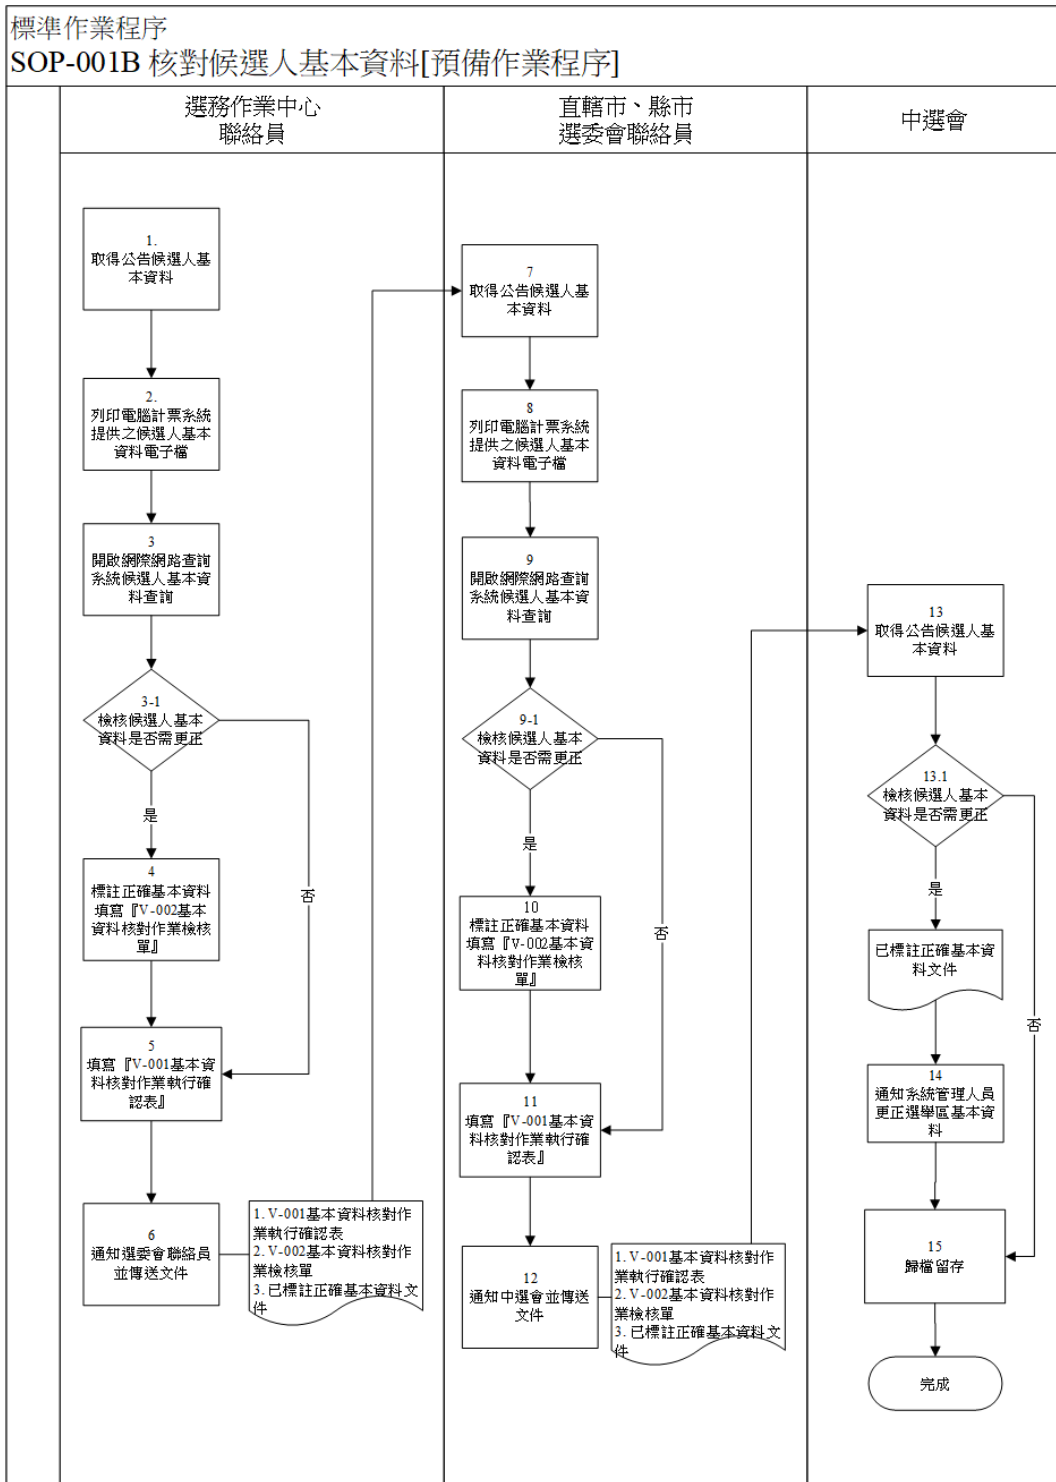 標準作業程序
SOP-001B 核對候選人基本資料[預備作業程序]
選務作業中心
聯絡員
直轄市、縣市
選委會聯絡員
中選會
1.
取得公告候選人基
本資料
2.
列印電腦計票系統
提供之候選人基本
資料電子檔
3
開啟網際網路查詢
系統候選人基本資
料查詢
3-1
檢核候選人基本
資料是否需更正
是
否
4
標註正確基本資料
填寫『V-002基本
資料核對作業檢核
單』
5
填寫『V-001基本資
料核對作業執行確
認表』
6
通知選委會聯絡員
並傳送文件
1. V-001基本資料核對作
業執行確認表
2. V-002基本資料核對作
業檢核單
3. 已標註正確基本資料文
件
7
取得公告候選人基
本資料
8
列印電腦計票系統
提供之候選人基本
資料電子檔
9
開啟網際網路查詢
系統候選人基本資
料查詢
9-1
檢核候選人基本
資料是否需更正
是
否
10
標註正確基本資料
填寫『V-002基本資
料核對作業檢核
單』
11
填寫『V-001基本資
料核對作業執行確
認表』
12
通知中選會並傳送
文件
1. V-001基本資料核對作
業執行確認表
2. V-002基本資料核對作
業檢核單
3. 已標註正確基本資料文
件
13
取得公告候選人基
本資料
13.1
檢核候選人基本
資料是否需更正
是
否
已標註正確基本資
料文件
14
通知系統管理人員
更正選舉區基本資
料
15
歸檔留存
完成